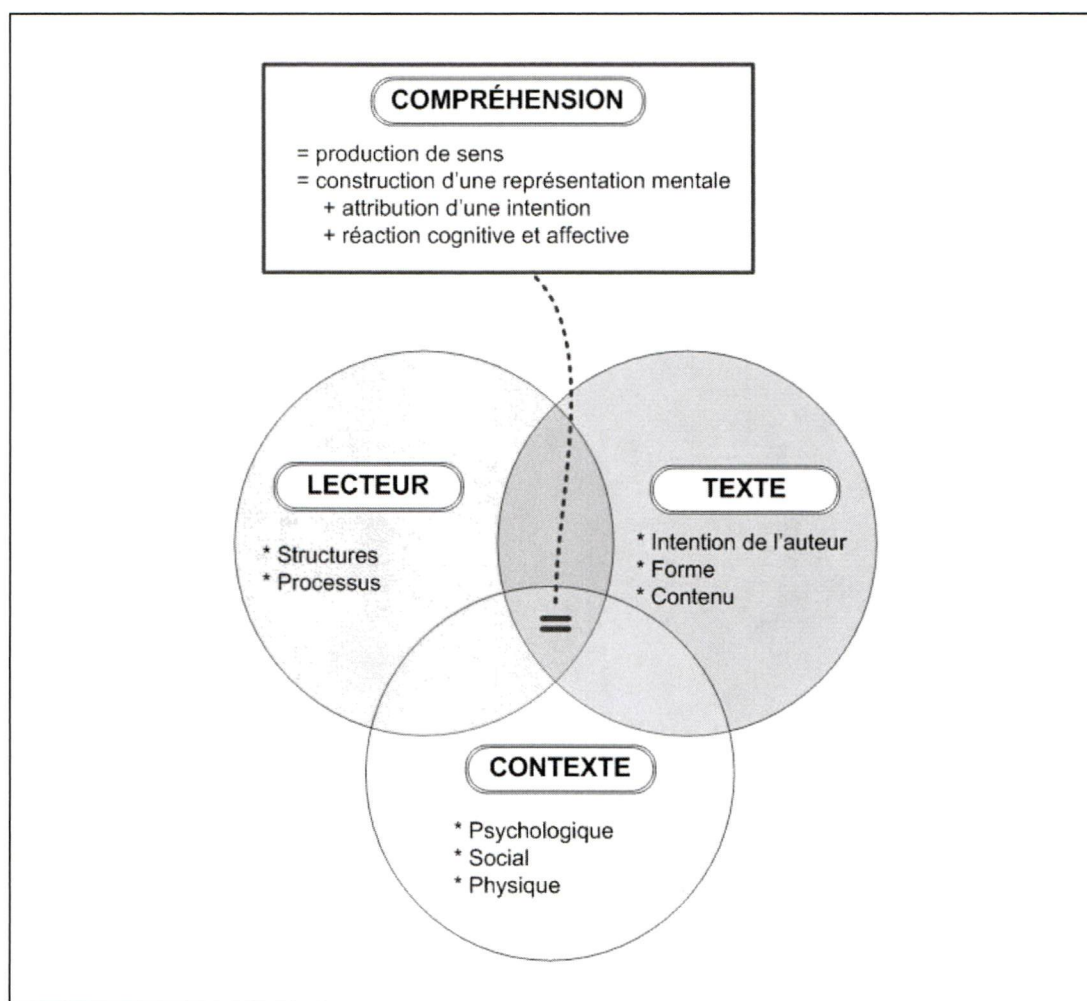 COMPRÉHENSION
= production de sens
= construction d'une représentation mentale
+ attribution d'une intention
+ réaction cognitive et affective
LECTEUR
* Structures
* Processus
TEXTE
* Intention de l'auteur
* Forme
* Contenu
=
CONTEXTE
* Psychologique
* Social
* Physique